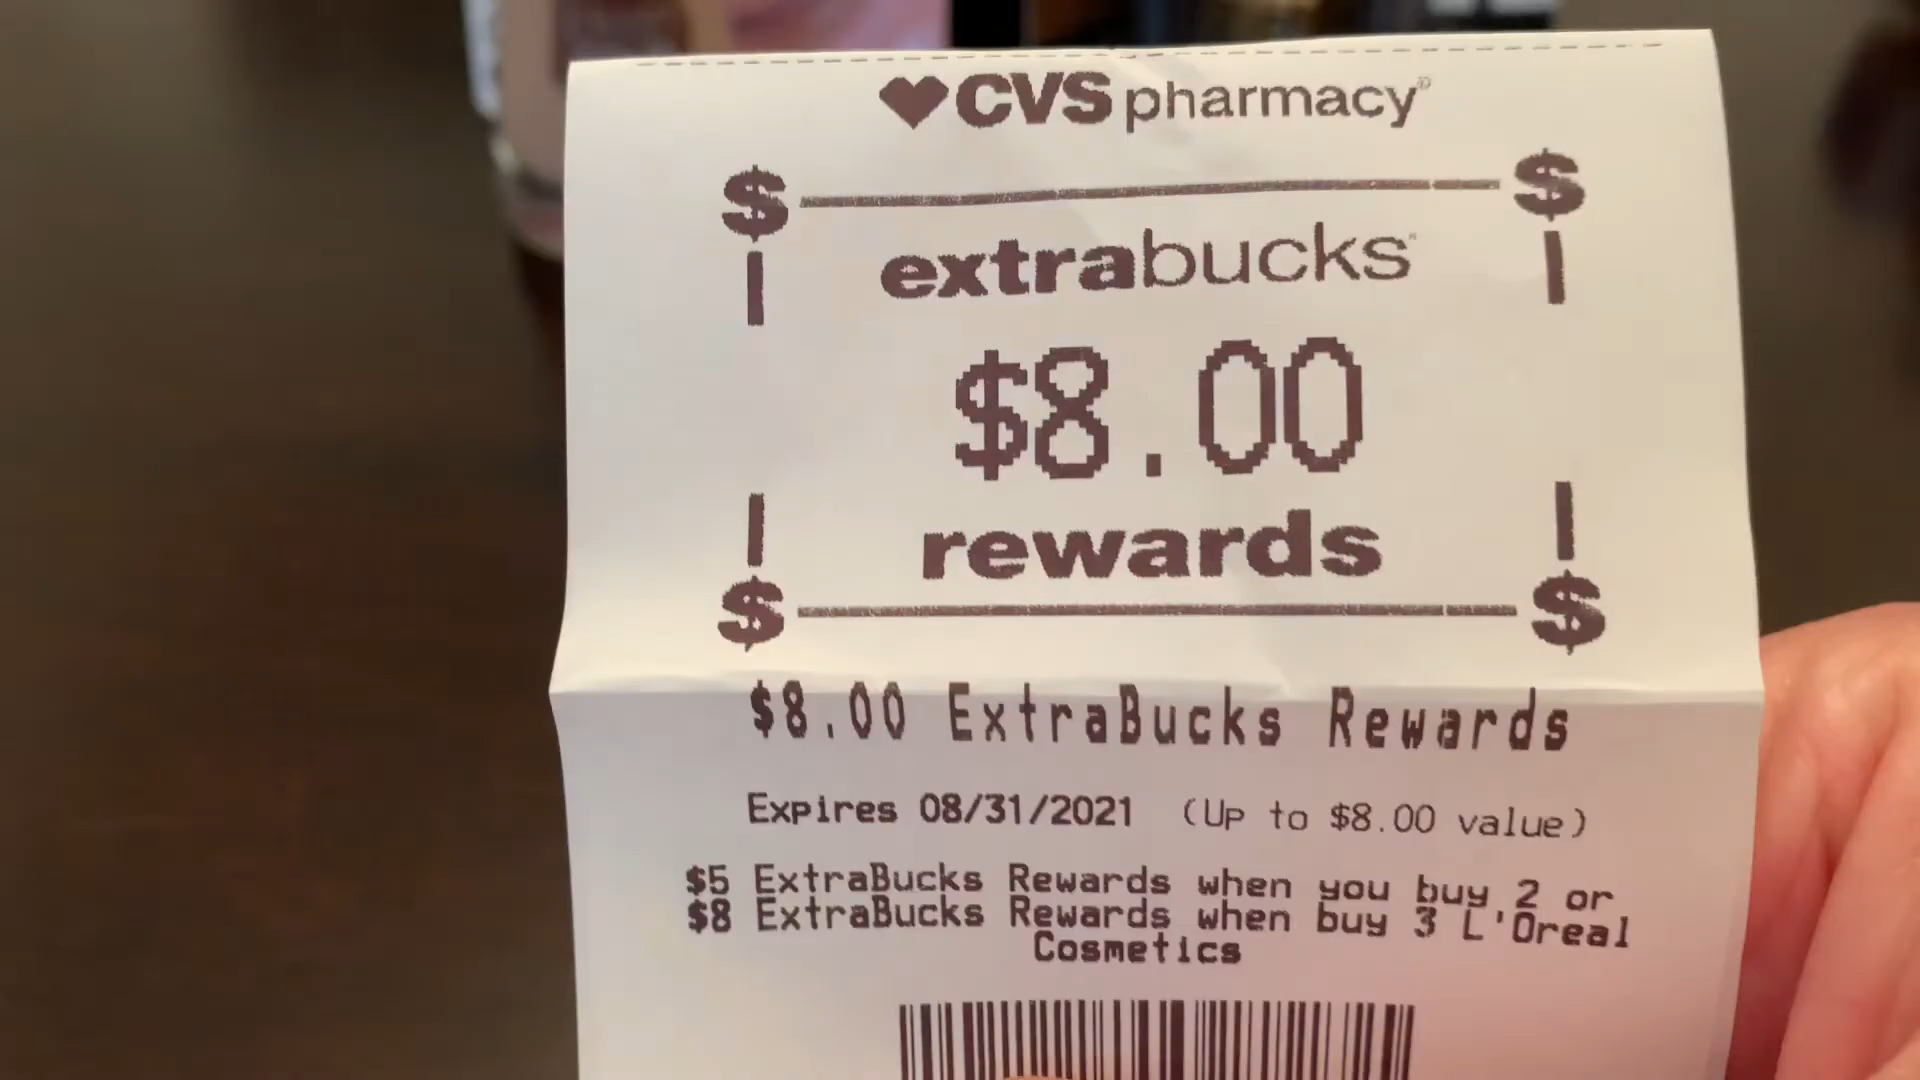 CVS pharmacy®
$ $
extrabucks
$8.00
rewards
$ $
$8.00 ExtraBucks Rewards
Expires 08/31/2021 (Up to $8.00 value)
$5 ExtraBucks Rewards when you buy 2 or
$8 ExtraBucks Rewards when buy 3 L'Oreal
Cosmetics